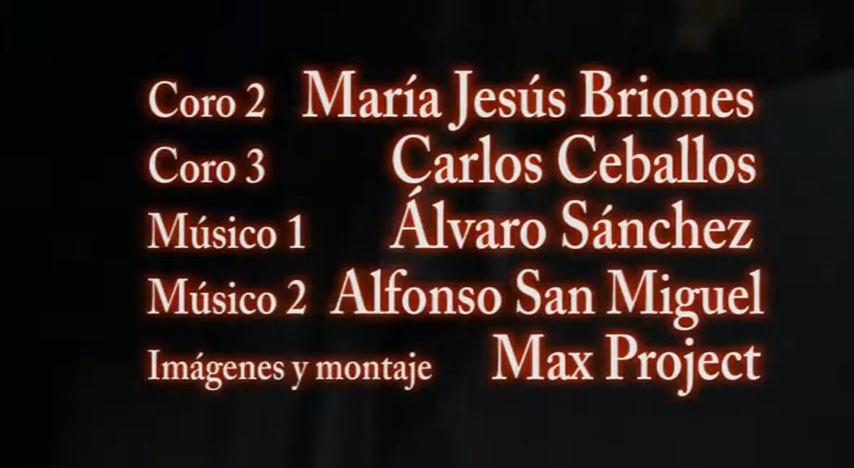 Coro 2 María Jesús Briones
Coro 3 Carlos Ceballos
Músico 1 Álvaro Sánchez
Músico 2 Alfonso San Miguel
Imágenes y montaje Max Project